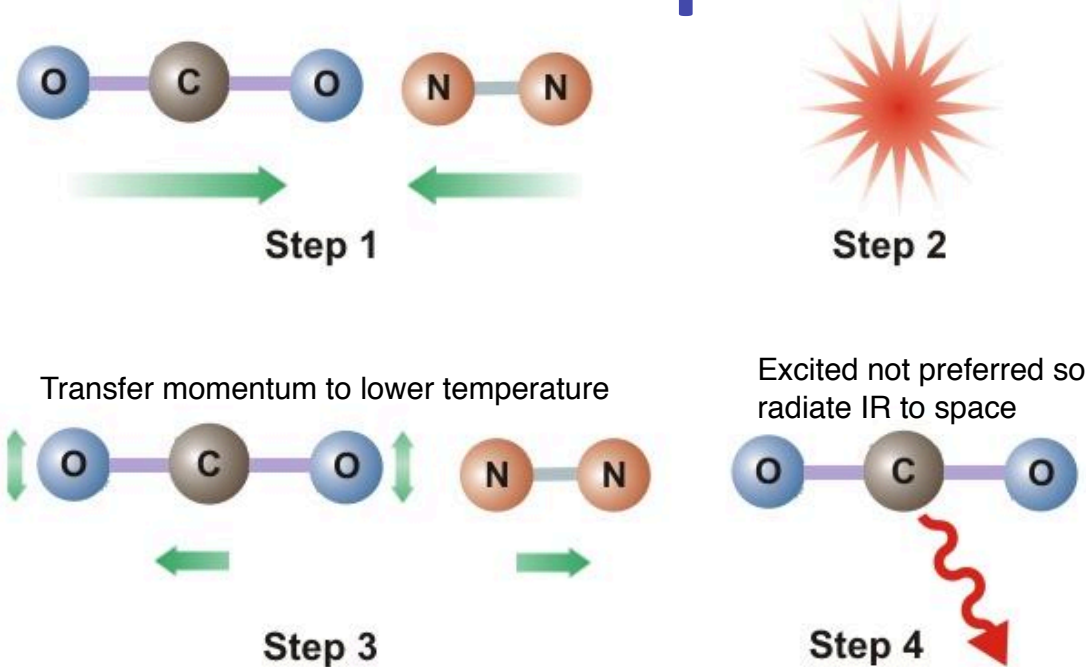 O C O N N
Step 1
Step 2
Transfer momentum to lower temperature
Excited not preferred so
radiate IR to space
O C O N N
O C O
Step 3
Step 4